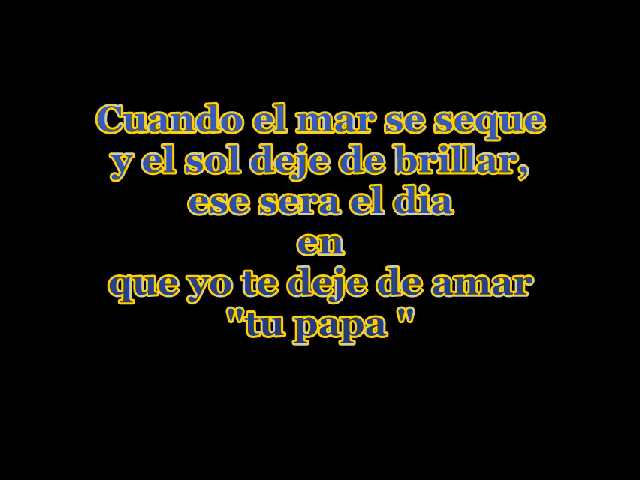 Cuando el mar se seque
y el sol deje de brillar,
ese sera el dia
en
que yo te deje de amar
"tu papa "